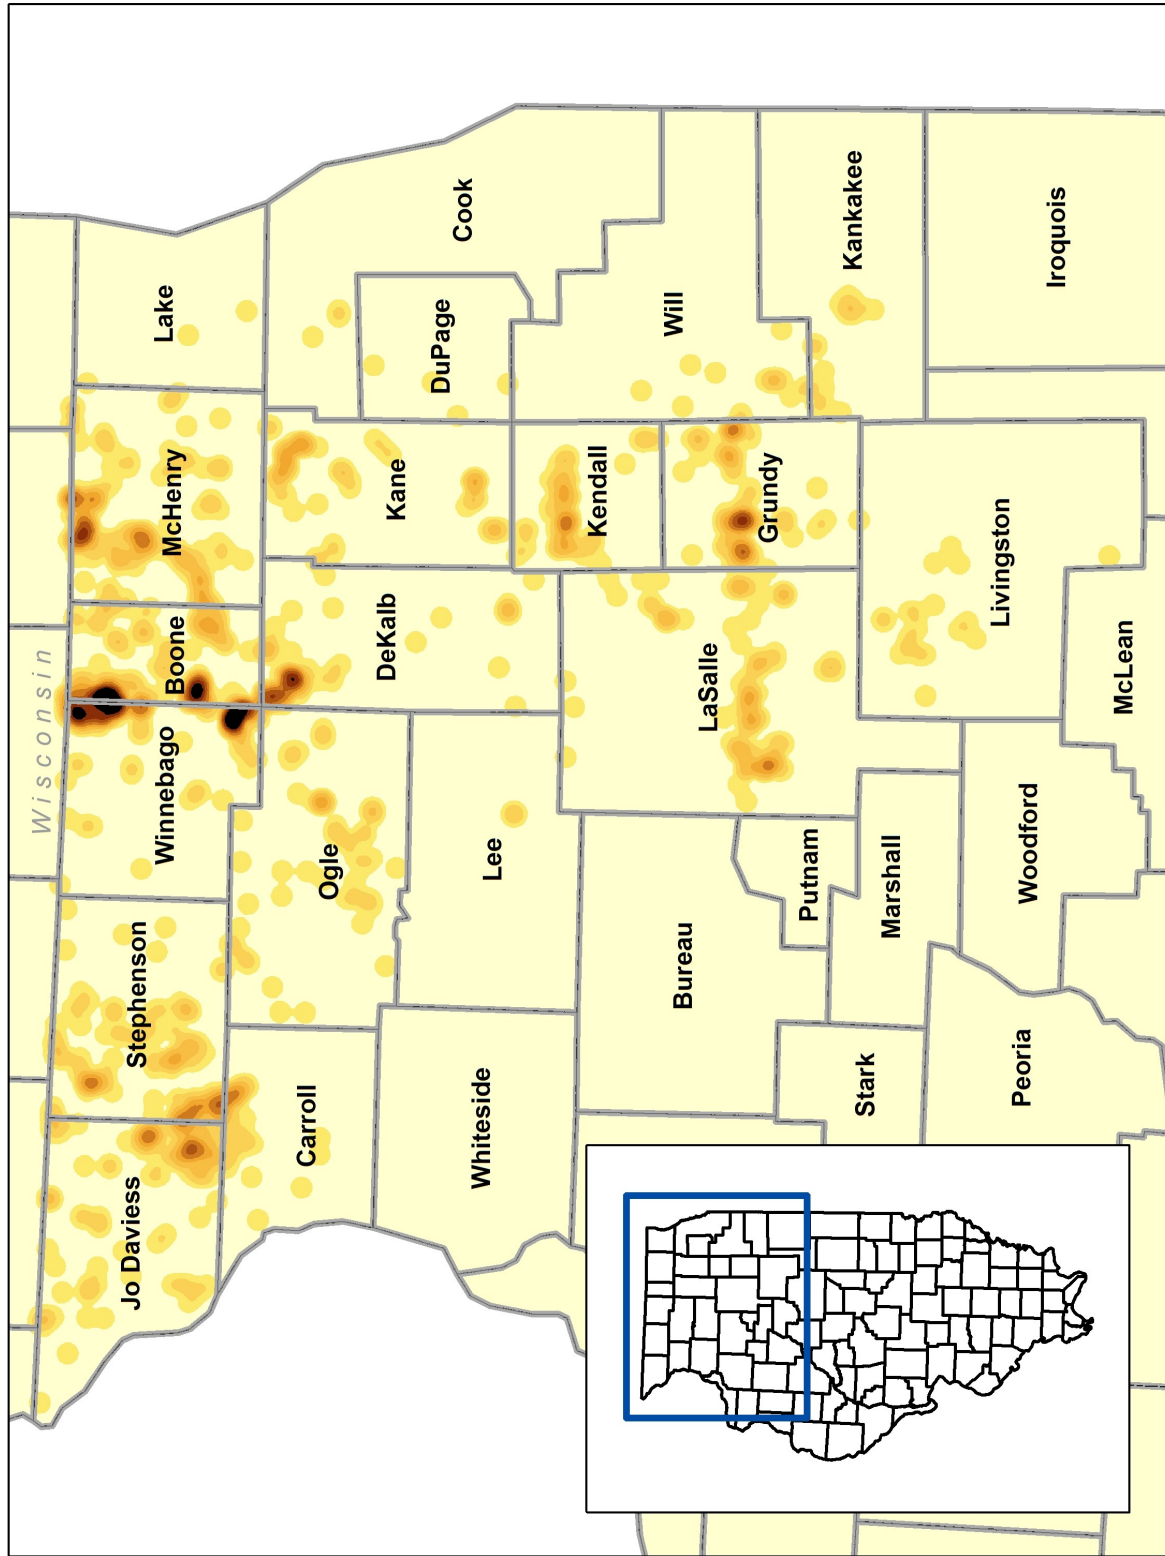 Wisconsin
Jo Daviess
Stephenson
Winnebago
Boone
McHenry
Lake
Carroll
Ogle
DeKalb
Kane
DuPage
Cook
Whiteside
Lee
Kendall
Will
Bureau
LaSalle
Grundy
Kankakee
Putnam
Stark
Marshall
Livingston
Iroquois
Peoria
Woodford
McLean